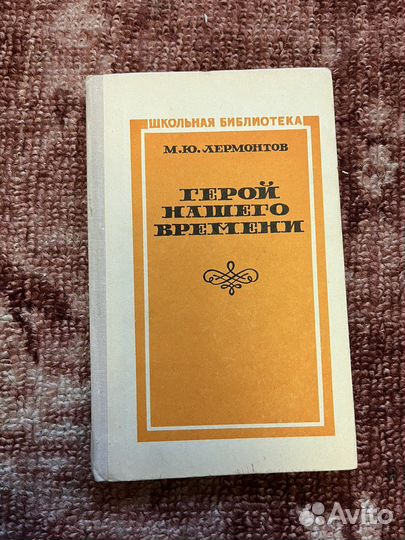 ШКОЛЬНАЯ БИБЛИОТЕКА
М.Ю. ЛЕРМОНТОВ
ГЕРОЙ
НАШЕГО
ВРЕМЕНИ
Avito